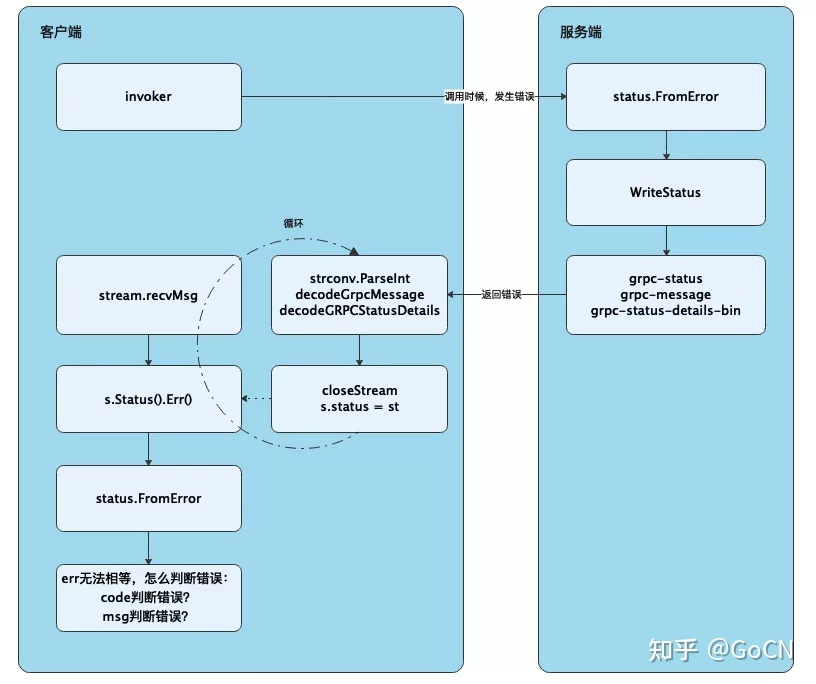 客户端
服务端
invoker
调用时候，发生错误
status.FromError
WriteStatus
循环
stream.recvMsg
strconv.ParseInt
decodeGrpcMessage
decodeGRPCStatusDetails
返回错误
grpc-status
grpc-message
grpc-status-details-bin
s.Status().Err()
closeStream
s.status = st
status.FromError
err无法相等，怎么判断错误：
code判断错误？
msg判断错误？
知乎 @GoCN